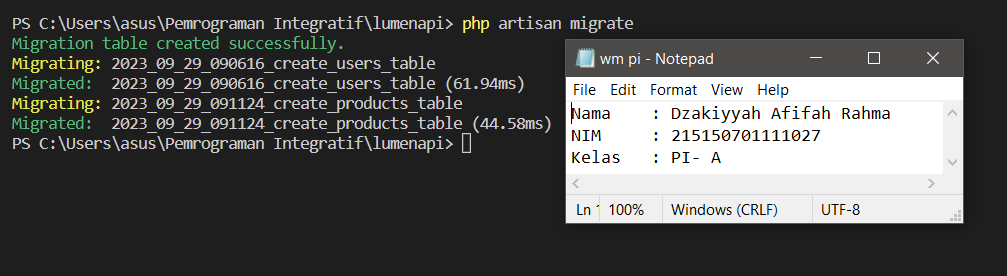 PS C:\Users\asus\Pemrograman Integratif\lumenapi> php artisan migrate
Migration table created successfully.
Migrating: 2023_09_29_090616_create_users_table
Migrated:  2023_09_29_090616_create_users_table (61.94ms)
Migrating: 2023_09_29_091124_create_products_table
Migrated:  2023_09_29_091124_create_products_table (44.58ms)
PS C:\Users\asus\Pemrograman Integratif\lumenapi>
wm pi - Notepad
File Edit Format View Help
Nama    : Dzakiyyah Afifah Rahma
NIM     : 215150701111027
Kelas   : PI- A
Ln 100% Windows (CRLF) UTF-8